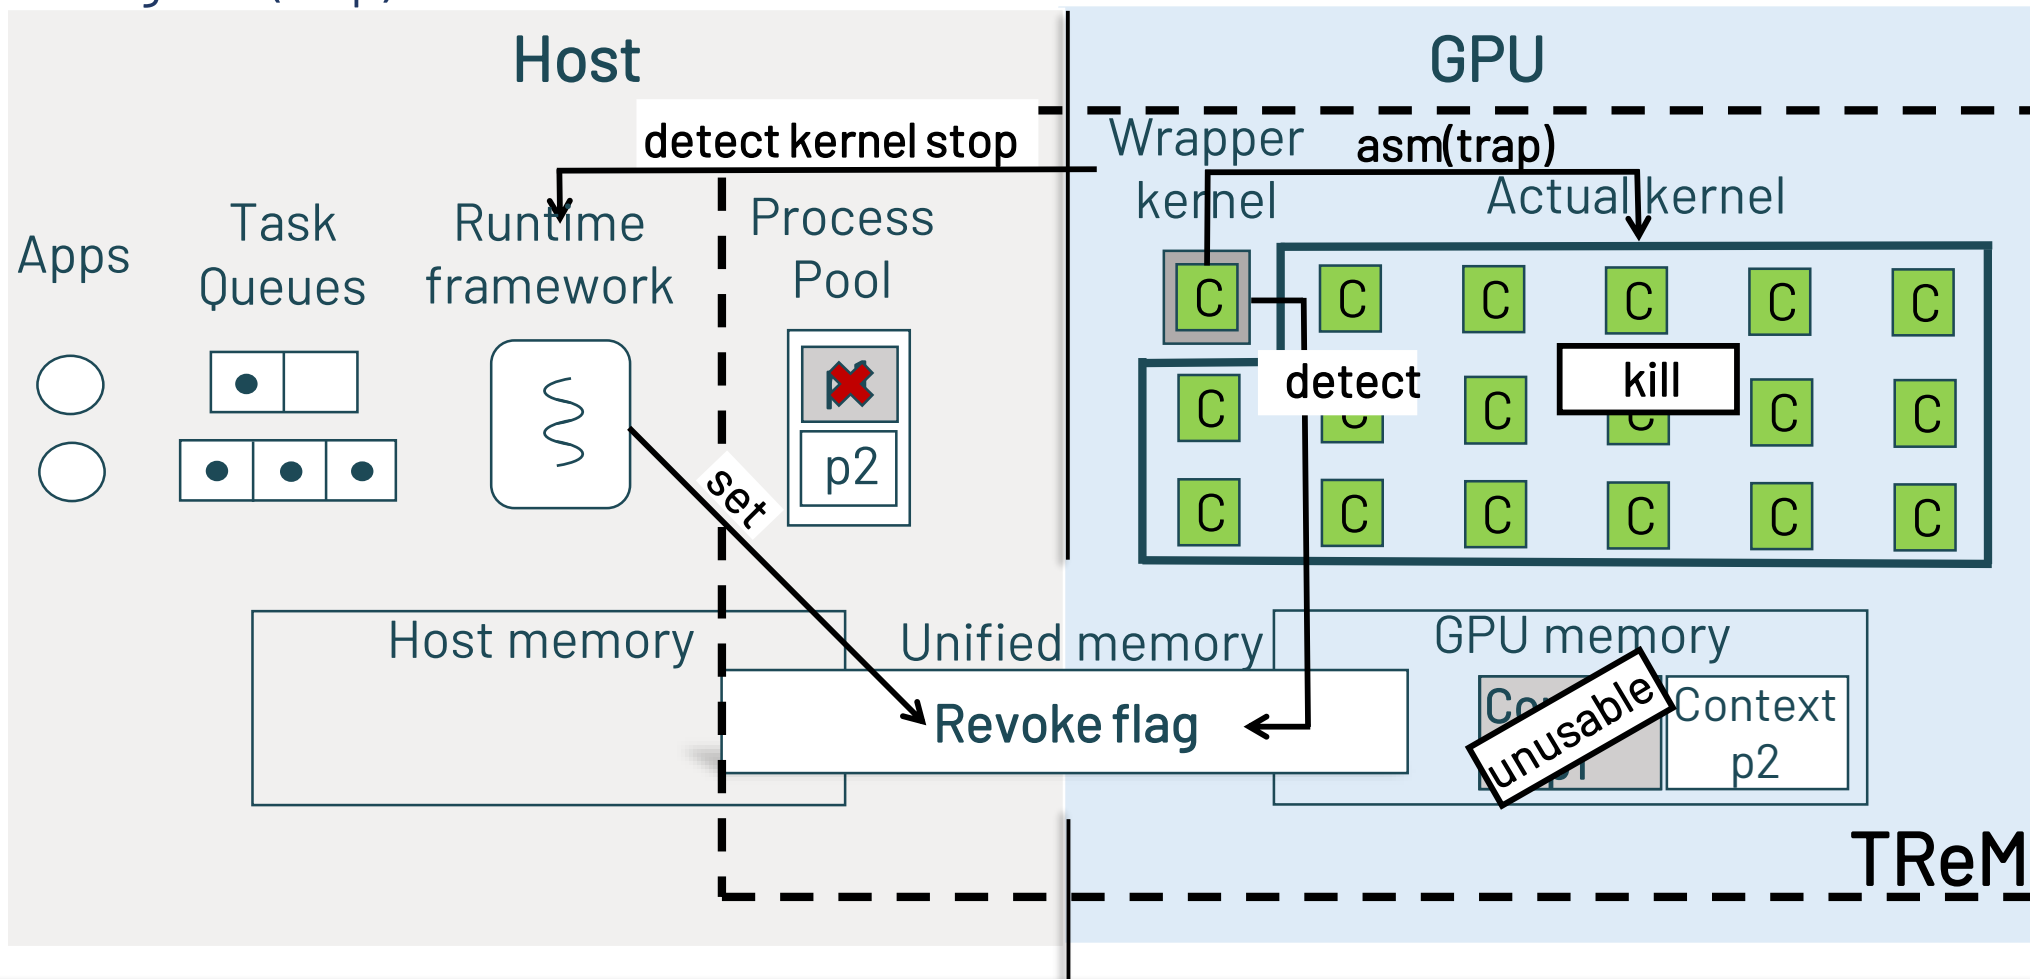 Host
GPU
detect kernel stop
Wrapper
kernel
asm(trap)
Actual kernel
Apps
Task
Queues
Runtime
framework
Process
Pool
p2
set
C
C
C
C
C
C
detect
kill
C
C
C
C
C
C
C
C
C
C
C
C
Host memory
Unified memory
GPU memory
Revoke flag
unusable
Context
p2
TReM